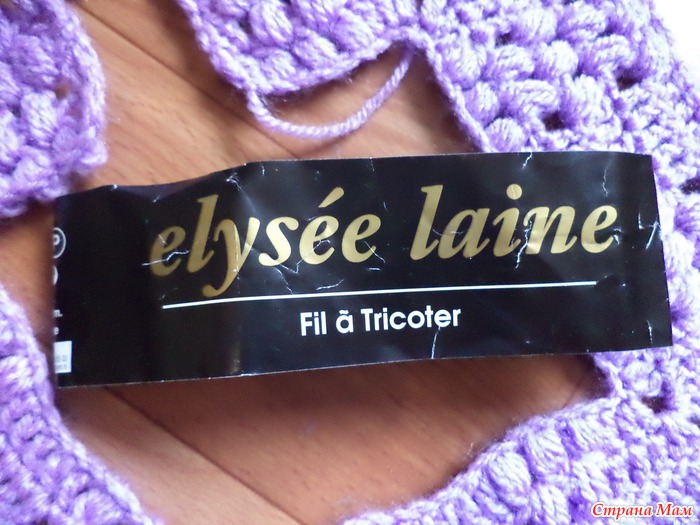 elysée laine
Fil ã Tricoter
Страна Мам